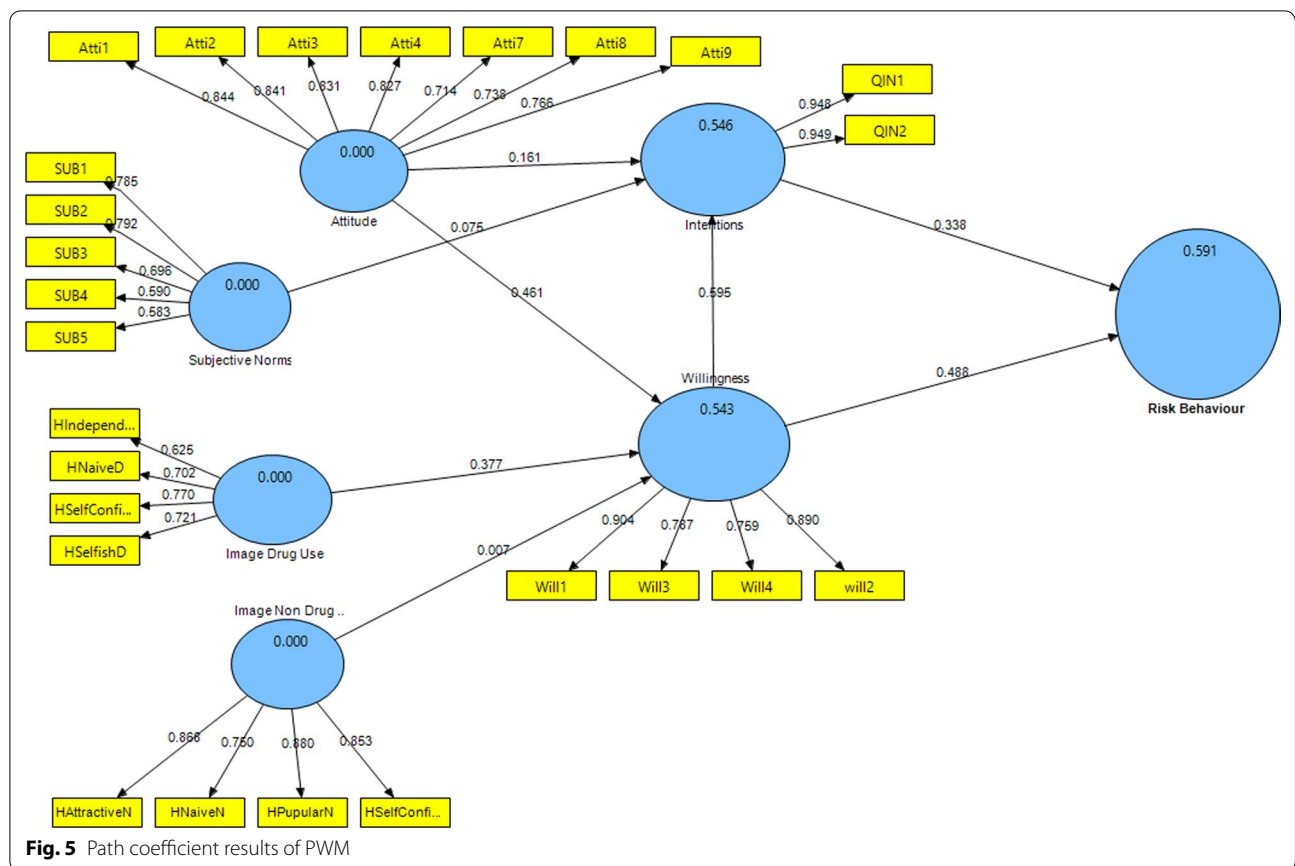 Atti1
Atti2
Atti3
Atti4
Atti7
Atti8
Atti9
0.844
0.841
0.831
0.827
0.714
0.738
0.766
0.000
Attitude
0.161
0.461
QIN1
QIN2
0.948
0.949
0.546
Intentions
SUB1
SUB2
SUB3
SUB4
SUB5
0.785
0.792
0.696
0.590
0.583
0.000
Subjective Norms
0.075
0.595
0.338
0.591
Risk Behaviour
0.488
Willingness
0.543
HIndepend...
HNaiveD
HSelfConfi...
HSelfishD
0.625
0.702
0.770
0.721
0.000
Image Drug Use
0.377
0.007
0.904
0.787
0.759
0.890
Will1
Will3
Will4
will2
Image Non Drug ..
0.000
0.868
0.750
0.880
0.853
HAttractiveN
HNaiveN
HPupularN
HSelfConfi...
Fig. 5 Path coefficient results of PWM